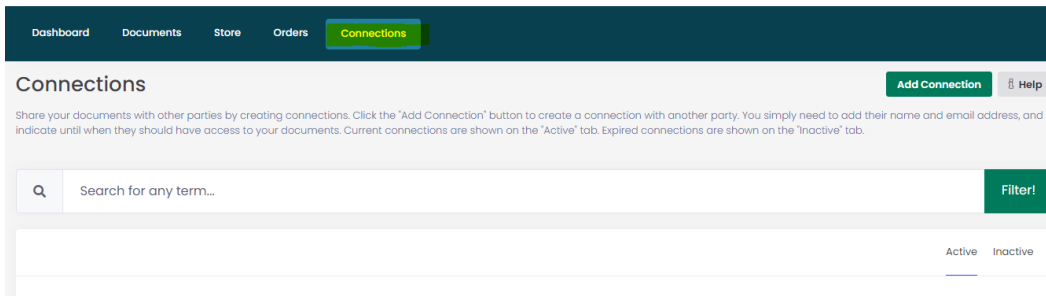 Dashboard Documents Store Orders Connections
Connections
Add Connection Help
Share your documents with other parties by creating connections. Click the "Add Connection" button to create a connection with another party. You simply need to add their name and email address, and
indicate until when they should have access to your documents. Current connections are shown on the "Active" tab. Expired connections are shown on the "Inactive" tab.
Search for any term...
Filter!
Active Inactive